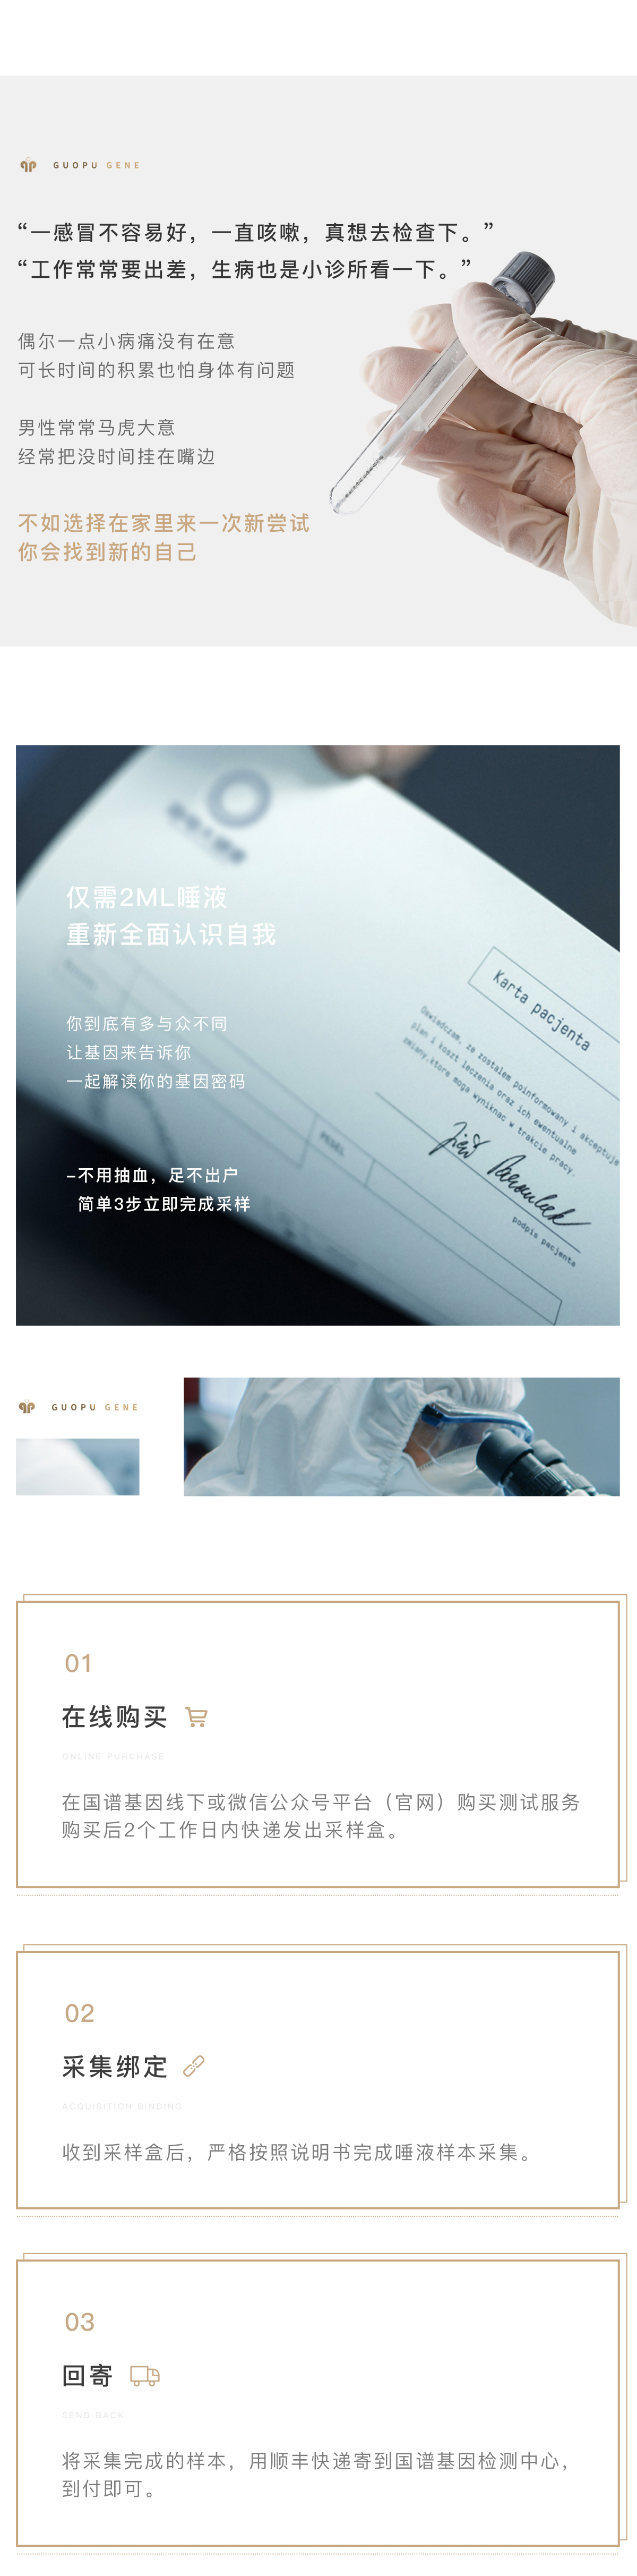 GUOPU GENE
“一感冒不容易好，一直咳嗽，真想去检查下。”
“工作常常要出差，生病也是小诊所看一下。”
偶尔一点小病痛没有在意
可长时间的积累也怕身体有问题
男性常常马虎大意
经常把没时间挂在嘴边
不如选择在家里来一次新尝试
你会找到新的自己
仅需2ML唾液
重新全面认识自我
你到底有多与众不同
让基因来告诉你
一起解读你的基因密码
–不用抽血，足不出户
简单3步立即完成采样
Karta pacjenta
Oświadczam, że zostałem poinformowany i akceptuję
plan i koszt leczenia oraz ich ewentualne
zmiany, które mogą wyniknąć w trakcie pracy.
podpis pacjenta
PESEL
GUOPU GENE
01
在线购买
ONLINE PURCHASE
在国谱基因线下或微信公众号平台（官网）购买测试服务
购买后2个工作日内快递发出采样盒。
02
采集绑定
ACQUISITION BINDING
收到采样盒后，严格按照说明书完成唾液样本采集。
03
回寄
SEND BACK
将采集完成的样本，用顺丰快递寄到国谱基因检测中心，
到付即可。